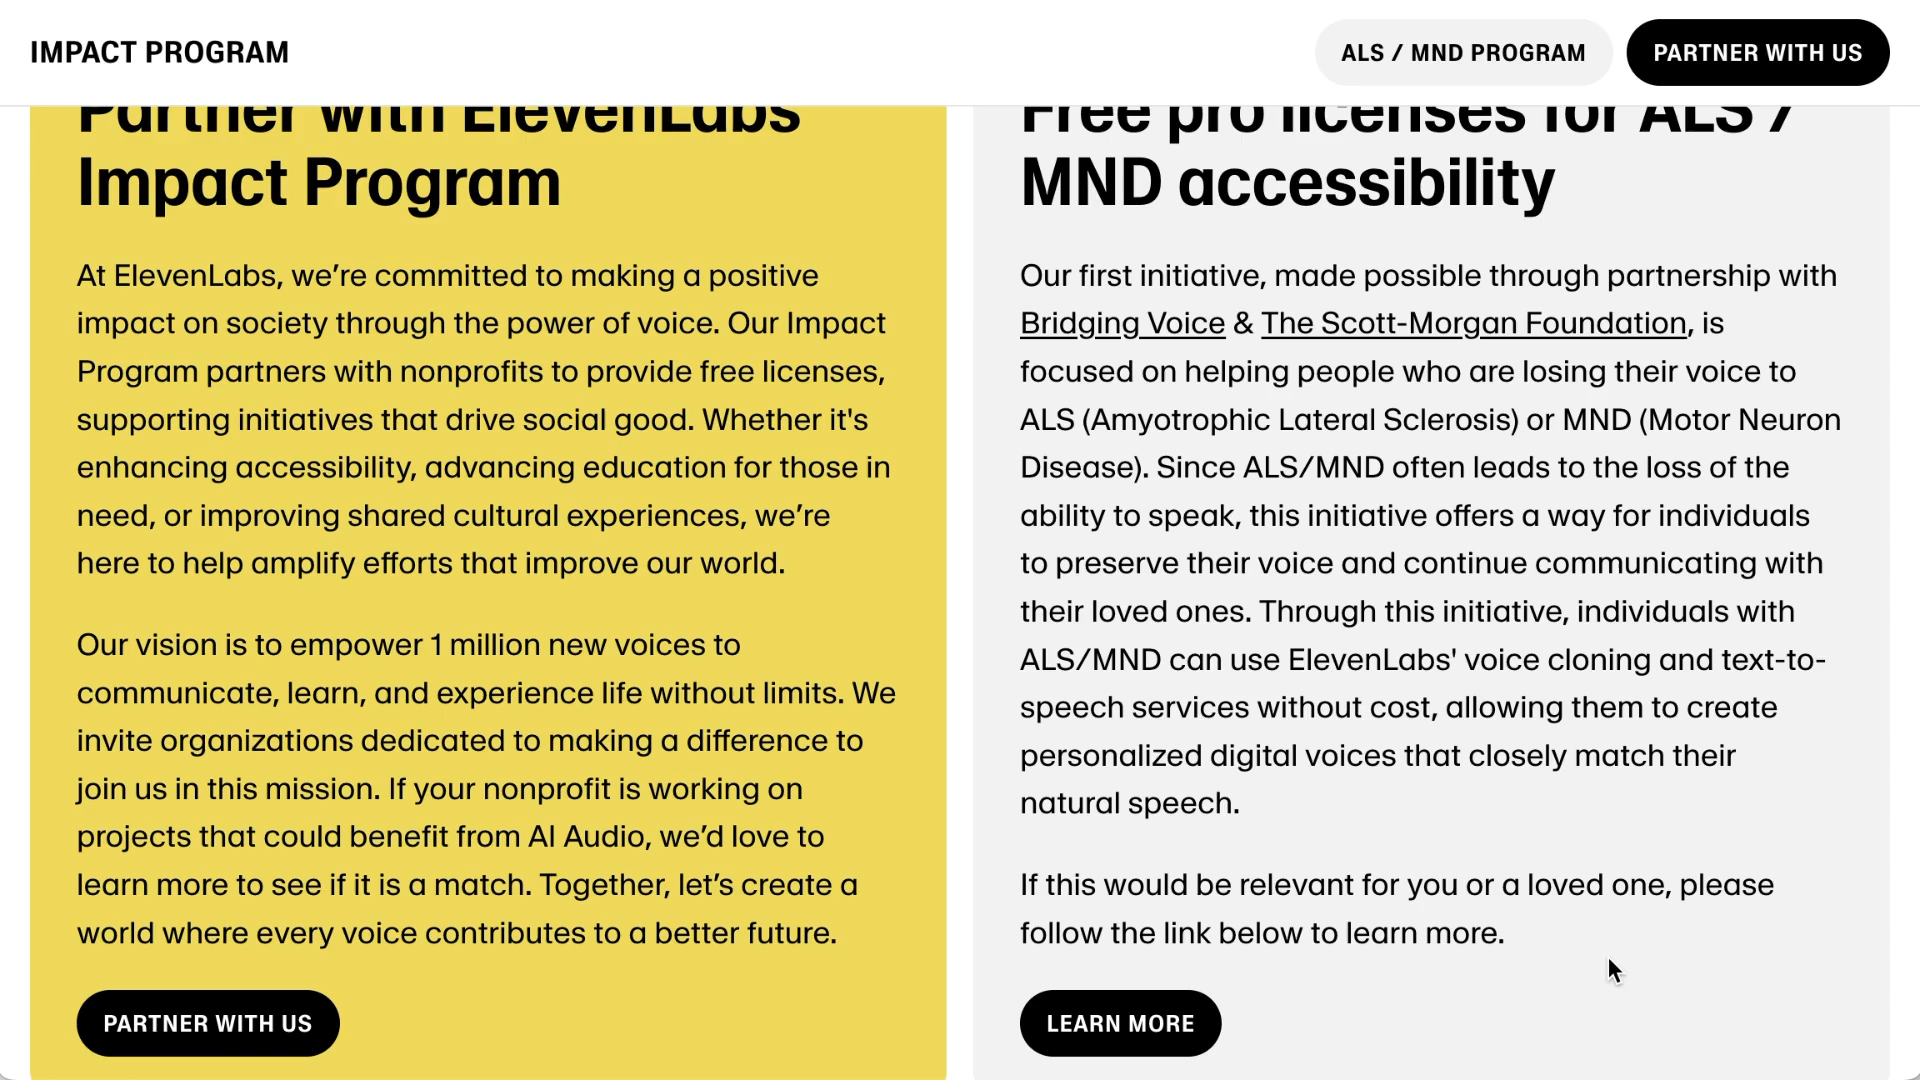 IMPACT PROGRAM
ALS / MND PROGRAM
PARTNER WITH US
Partner with ElevenLabs
Impact Program
At ElevenLabs, we’re committed to making a positive
impact on society through the power of voice. Our Impact
Program partners with nonprofits to provide free licenses,
supporting initiatives that drive social good. Whether it's
enhancing accessibility, advancing education for those in
need, or improving shared cultural experiences, we’re
here to help amplify efforts that improve our world.
Our vision is to empower 1 million new voices to
communicate, learn, and experience life without limits. We
invite organizations dedicated to making a difference to
join us in this mission. If your nonprofit is working on
projects that could benefit from AI Audio, we’d love to
learn more to see if it is a match. Together, let’s create a
world where every voice contributes to a better future.
PARTNER WITH US
Free pro licenses for ALS /
MND accessibility
Our first initiative, made possible through partnership with
Bridging Voice & The Scott-Morgan Foundation, is
focused on helping people who are losing their voice to
ALS (Amyotrophic Lateral Sclerosis) or MND (Motor Neuron
Disease). Since ALS/MND often leads to the loss of the
ability to speak, this initiative offers a way for individuals
to preserve their voice and continue communicating with
their loved ones. Through this initiative, individuals with
ALS/MND can use ElevenLabs' voice cloning and text-to-
speech services without cost, allowing them to create
personalized digital voices that closely match their
natural speech.
If this would be relevant for you or a loved one, please
follow the link below to learn more.
LEARN MORE